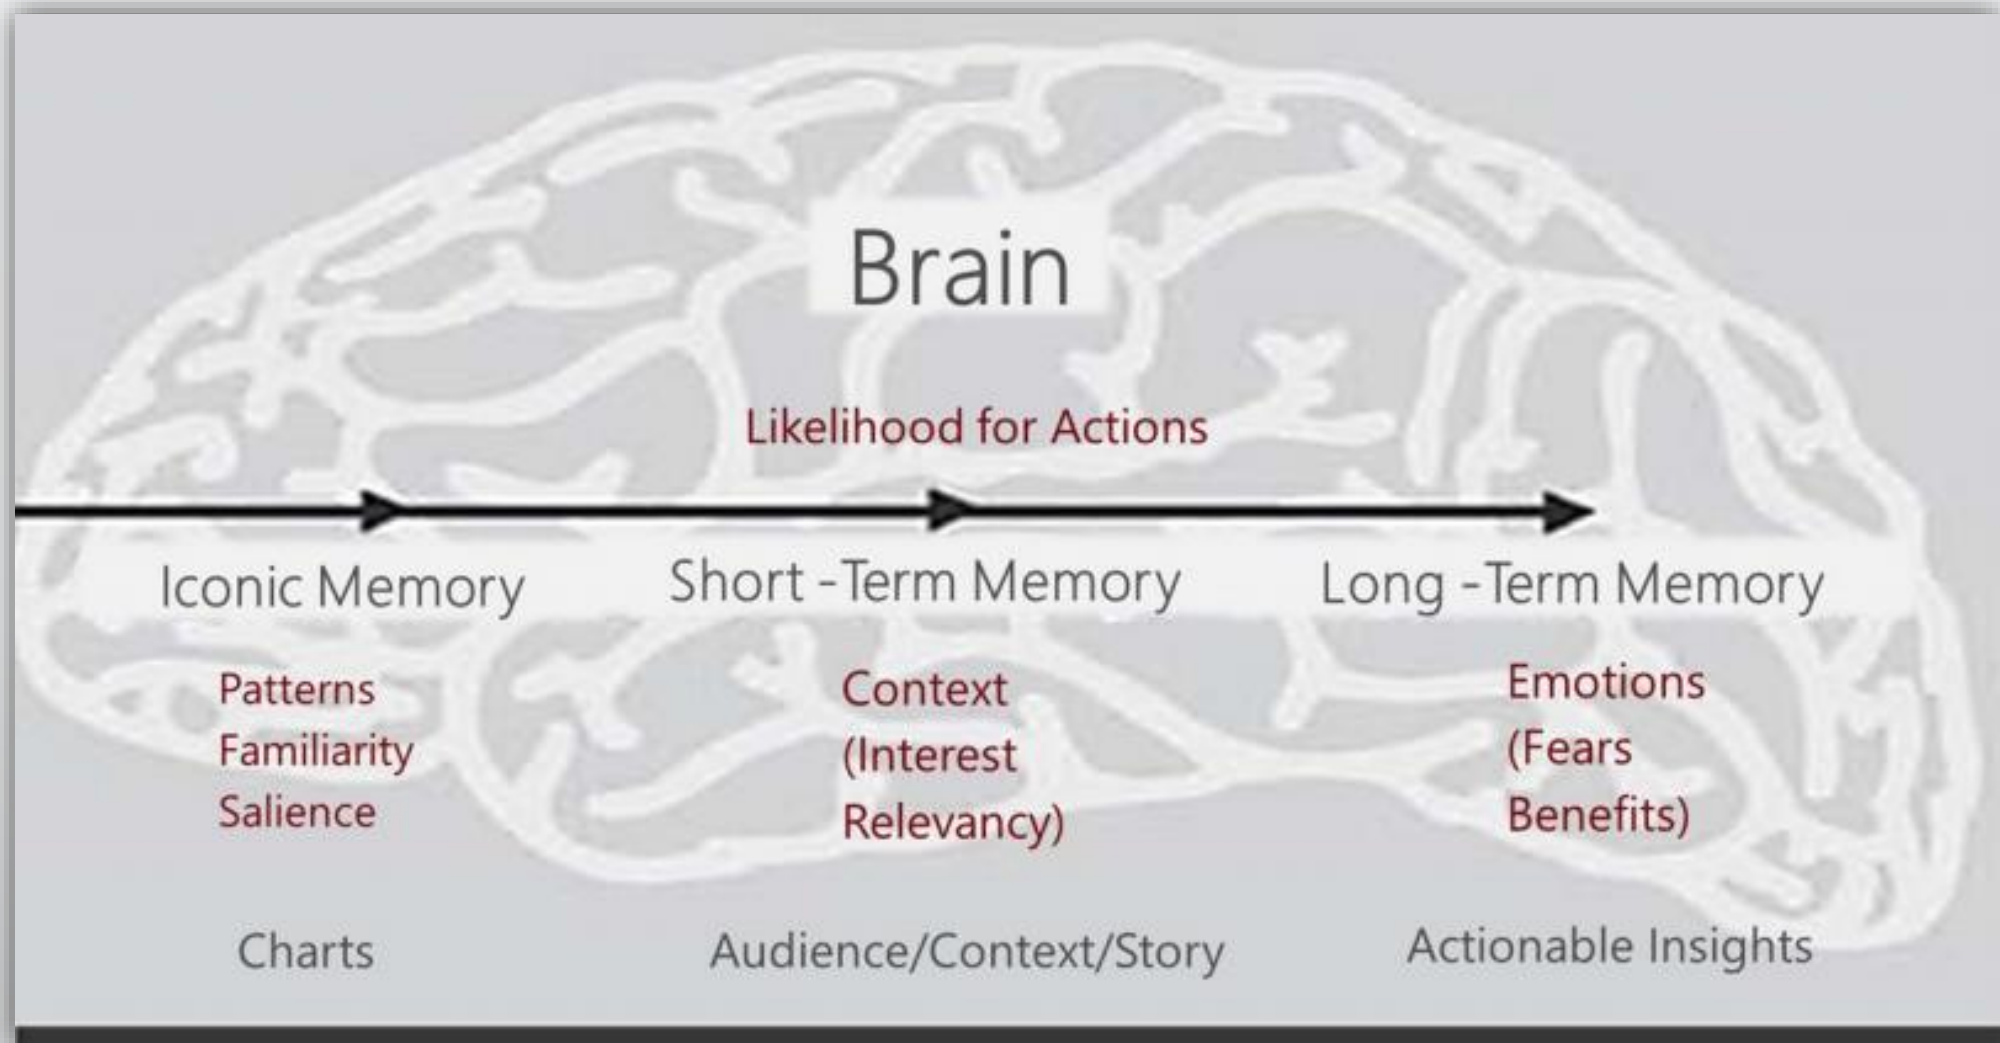 Brain
Likelihood for Actions
Iconic Memory
Short -Term Memory
Long -Term Memory
Patterns
Familiarity
Salience
Context
(Interest
Relevancy)
Emotions
(Fears
Benefits)
Charts
Audience/Context/Story
Actionable Insights